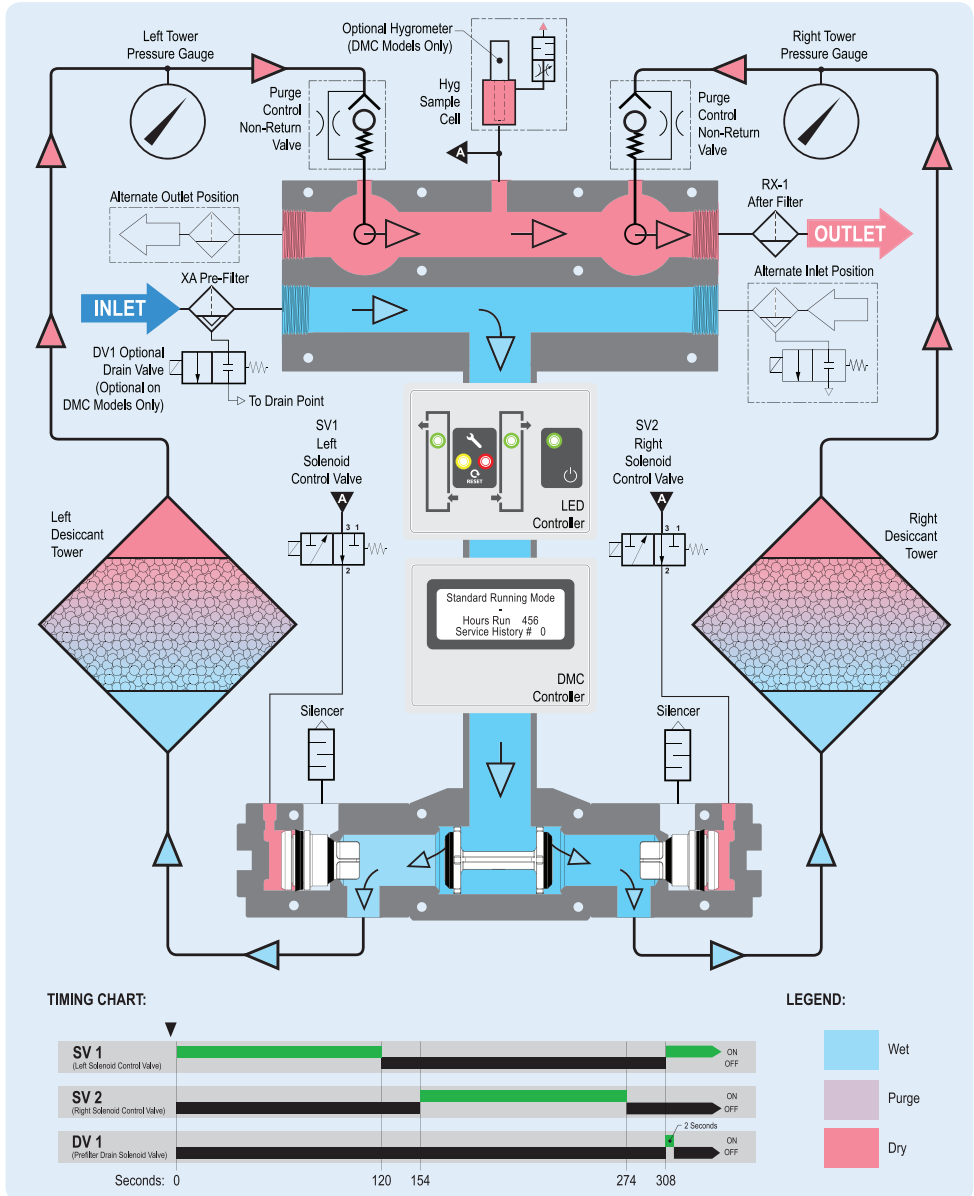 Left Tower
Pressure Gauge
Optional Hygrometer
(DMC Models Only)
Hyg
Sample
Cell
Right Tower
Pressure Gauge
Purge
Control
Non-Return
Valve
Purge
Control
Non-Return
Valve
A
Alternate Outlet Position
RX-1
After Filter
OUTLET
XA Pre-Filter
INLET
Alternate Inlet Position
DV1 Optional
Drain Valve
(Optional on
DMC Models Only)
To Drain Point
SV1
Left
Solenoid
Control Valve
A
3 1
2
RESET
LED
Controller
SV2
Right
Solenoid
Control Valve
A
3 1
2
Left
Desiccant
Tower
Right
Desiccant
Tower
Standard Running Mode
-
Hours Run 456
Service History # 0
DMC
Controller
Silencer
Silencer
TIMING CHART:
SV 1
(Left Solenoid Control Valve)
ON
OFF
SV 2
(Right Solenoid Control Valve)
ON
OFF
DV 1
(Prefilter Drain Solenoid Valve)
2 Seconds
ON
OFF
Seconds: 0 120 154 274 308
LEGEND:
Wet
Purge
Dry